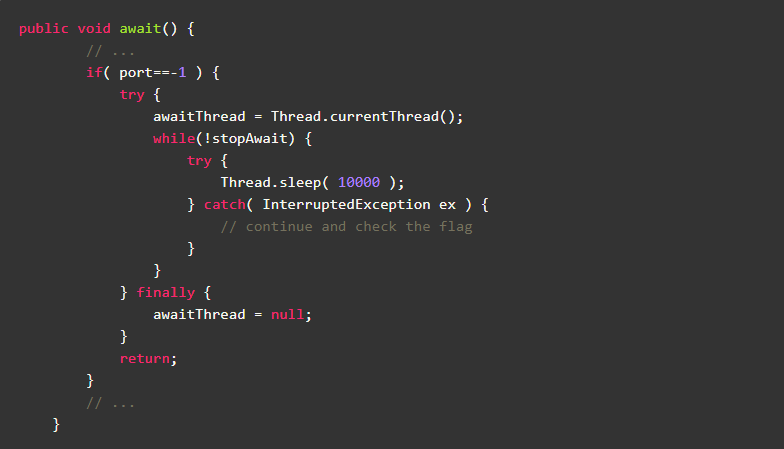 public void await() {
        // ...
        if( port==-1 ) {
            try {
                awaitThread = Thread.currentThread();
                while(!stopAwait) {
                    try {
                        Thread.sleep( 10000 );
                    } catch( InterruptedException ex ) {
                        // continue and check the flag
                    }
                }
            } finally {
                awaitThread = null;
            }
            return;
        }
        // ...
    }